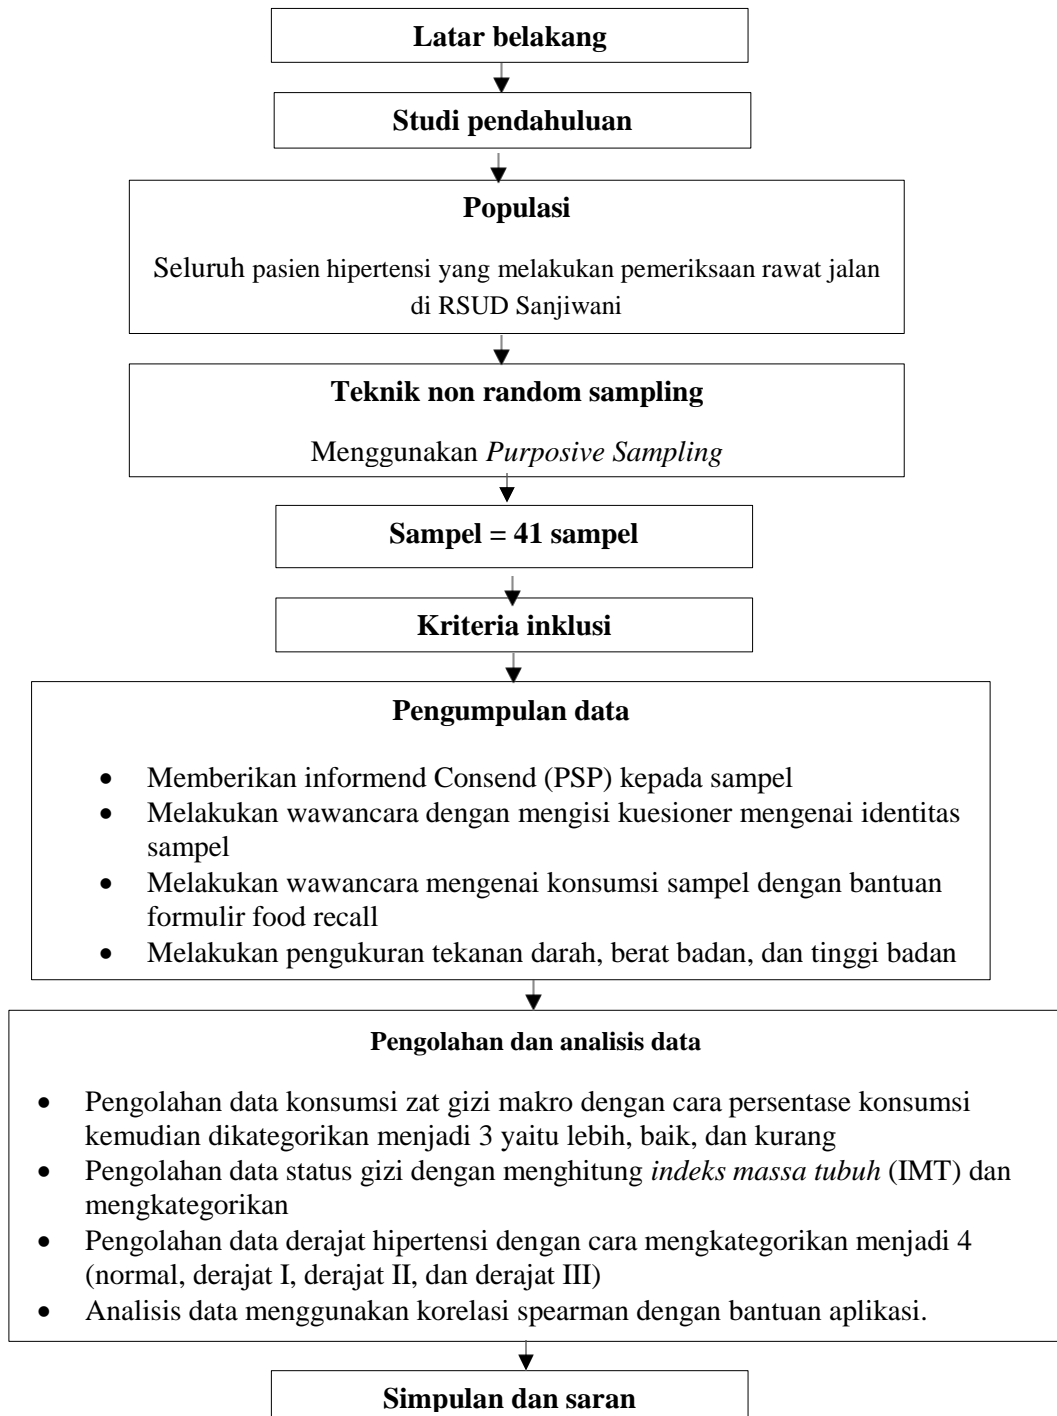 Latar belakang
Studi pendahuluan
Populasi
Seluruh pasien hipertensi yang melakukan pemeriksaan rawat jalan
di RSUD Sanjiwani
Teknik non random sampling
Menggunakan Purposive Sampling
Sampel = 41 sampel
Kriteria inklusi
Pengumpulan data
• Memberikan informend Consend (PSP) kepada sampel
• Melakukan wawancara dengan mengisi kuesioner mengenai identitas
sampel
• Melakukan wawancara mengenai konsumsi sampel dengan bantuan
formulir food recall
• Melakukan pengukuran tekanan darah, berat badan, dan tinggi badan
Pengolahan dan analisis data
• Pengolahan data konsumsi zat gizi makro dengan cara persentase konsumsi
kemudian dikategorikan menjadi 3 yaitu lebih, baik, dan kurang
• Pengolahan data status gizi dengan menghitung indeks massa tubuh (IMT) dan
mengkategorikan
• Pengolahan data derajat hipertensi dengan cara mengkategorikan menjadi 4
(normal, derajat I, derajat II, dan derajat III)
• Analisis data menggunakan korelasi spearman dengan bantuan aplikasi.
Simpulan dan saran